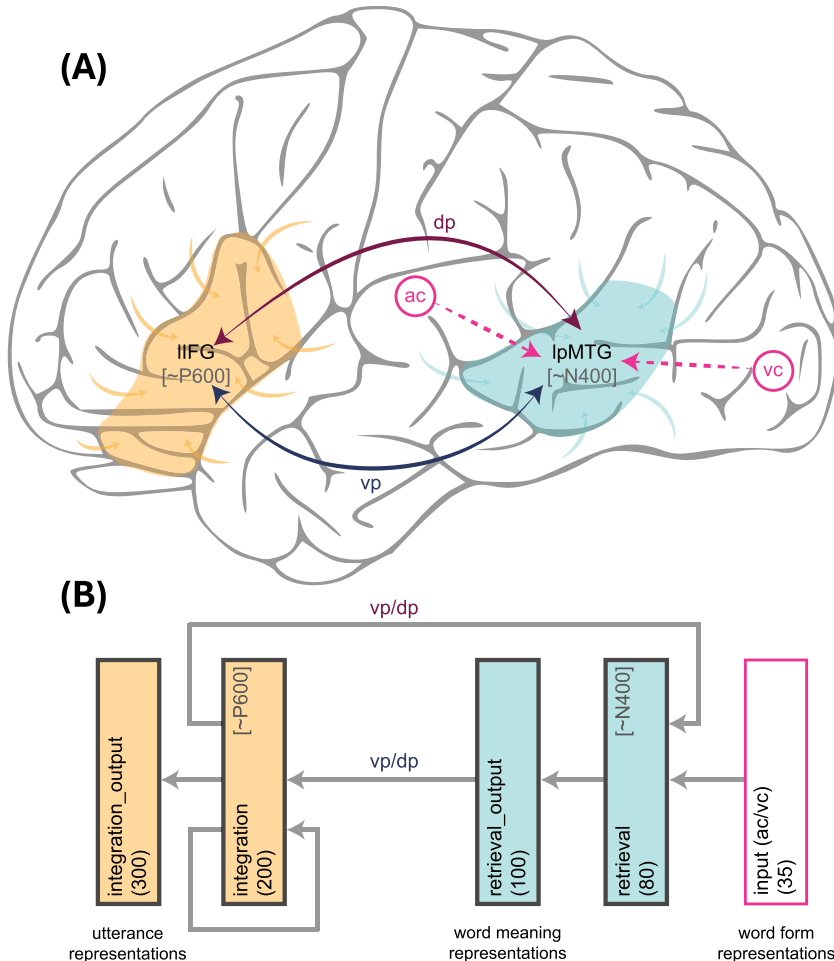 (A)
dp
ac
lIFG
[~P600]
lpMTG
[~N400]
vc
vp
(B)
vp/dp
integration_output
(300)
integration
(200)
[~P600]
vp/dp
retrieval_output
(100)
retrieval
(80)
[~N400]
input (ac/vc)
(35)
utterance
representations
word meaning
representations
word form
representations